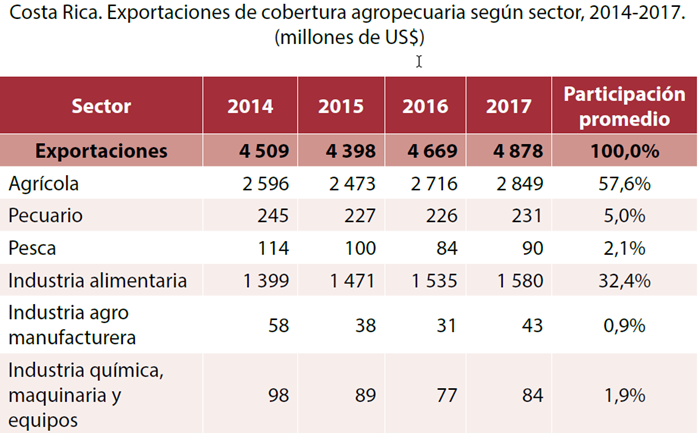 Costa Rica. Exportaciones de cobertura agropecuaria según sector, 2014-2017.
(millones de US$)
Sector 2014 2015 2016 2017 Participación promedio
Exportaciones 4 509 4 398 4 669 4 878 100,0%
Agrícola 2 596 2 473 2 716 2 849 57,6%
Pecuario 245 227 226 231 5,0%
Pesca 114 100 84 90 2,1%
Industria alimentaria 1 399 1 471 1 535 1 580 32,4%
Industria agro
manufacturera 58 38 31 43 0,9%
Industria química,
maquinaria y 98 89 77 84 1,9%
equipos